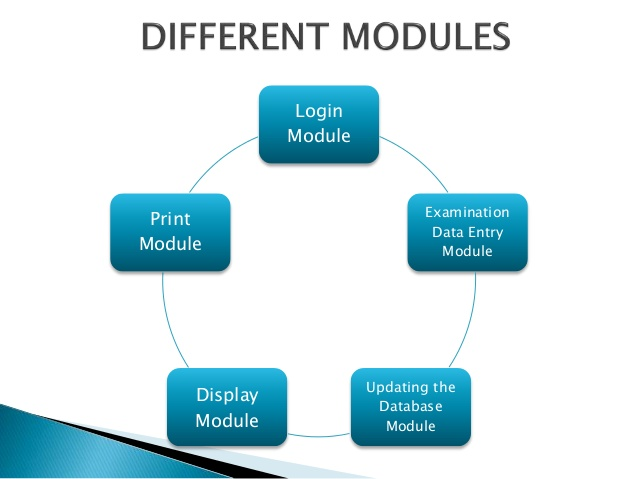 DIFFERENT MODULES
Login
Module
Examination
Data Entry
Module
Updating the
Database
Module
Display
Module
Print
Module